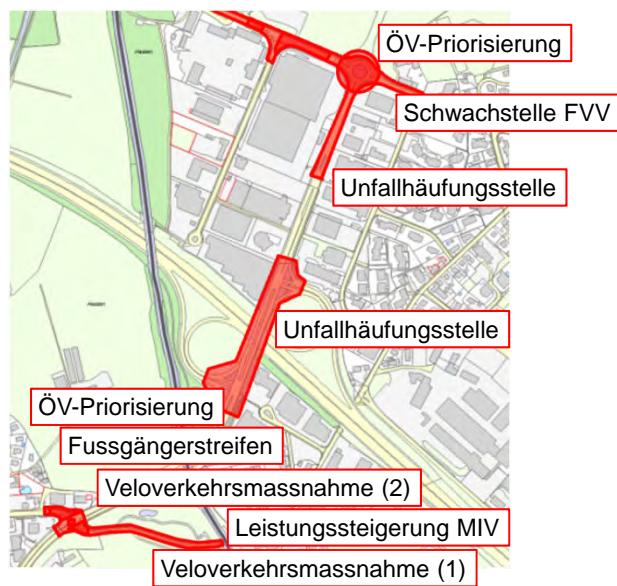 ÖV-Priorisierung
Schwachstelle FVV
Unfallhäufungsstelle
Unfallhäufungsstelle
ÖV-Priorisierung
Fussgängerstreifen
Veloverkehrsmassnahme (2)
Leistungssteigerung MIV
Veloverkehrsmassnahme (1)